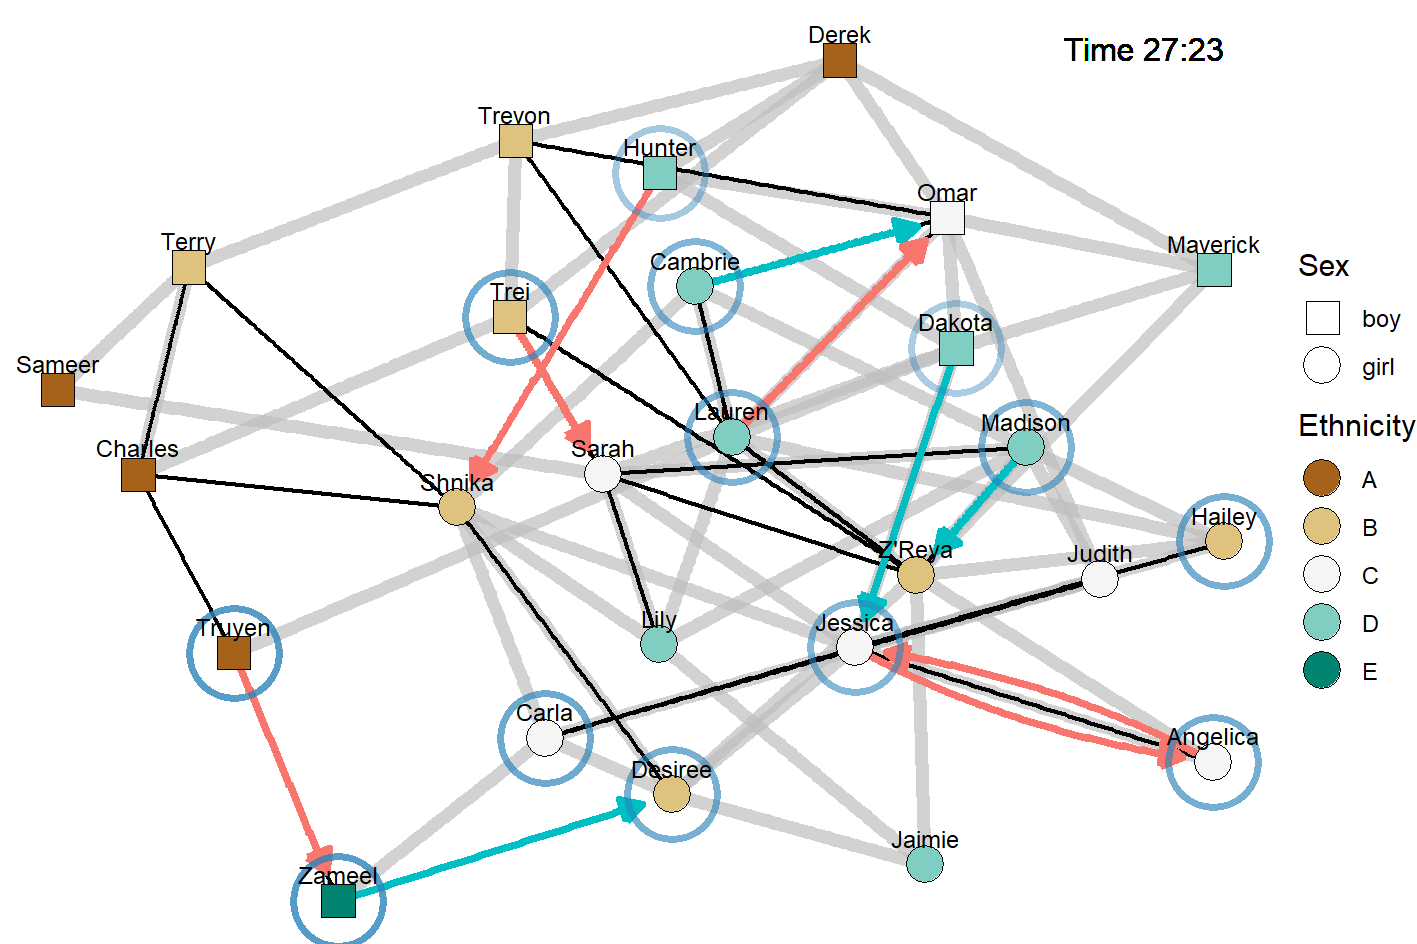 Derek
Time 27:23
Trevon
Hunter
Omar
Terry
Cambrie
Maverick
Trei
Dakota
Sameer
Lauren
Madison
Charles
Sarah
Shnika
Hailey
Z'Reya
Judith
Truyen
Lily
Jessica
Carla
Angelica
Desiree
Jaimie
Zameel
Sex
boy
girl
Ethnicity
A
B
C
D
E